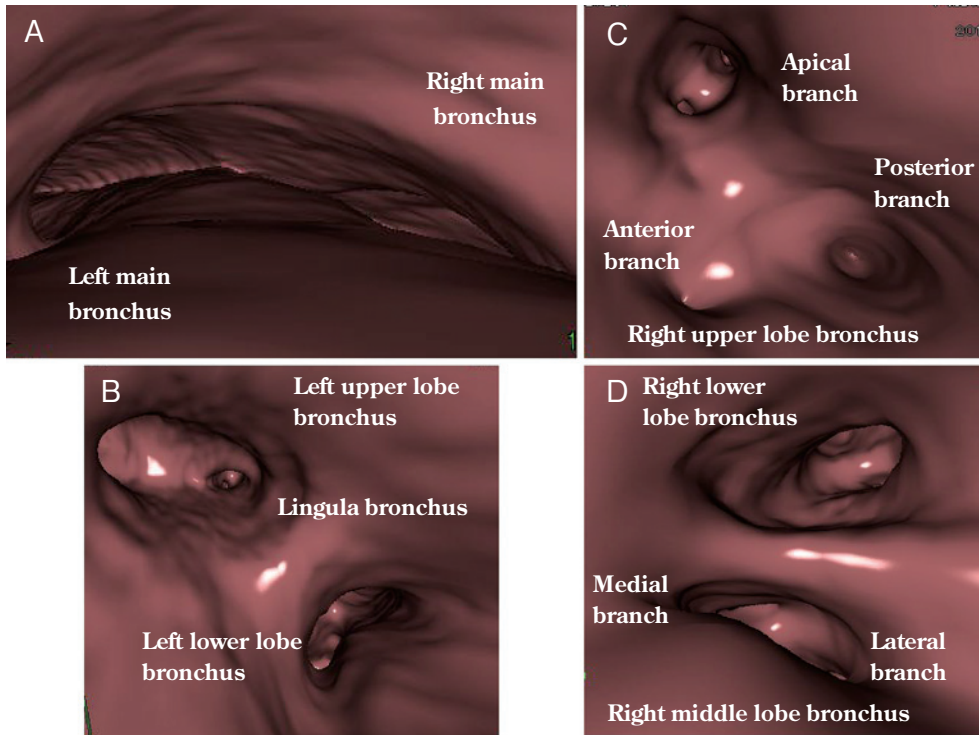 A
Right main
bronchus
Left main
bronchus
1
B
Left upper lobe
bronchus
Lingula bronchus
Left lower lobe
bronchus
C
201
Apical
branch
Posterior
branch
Anterior
branch
Right upper lobe bronchus
D
Right lower
lobe bronchus
Medial
branch
Lateral
branch
Right middle lobe bronchus